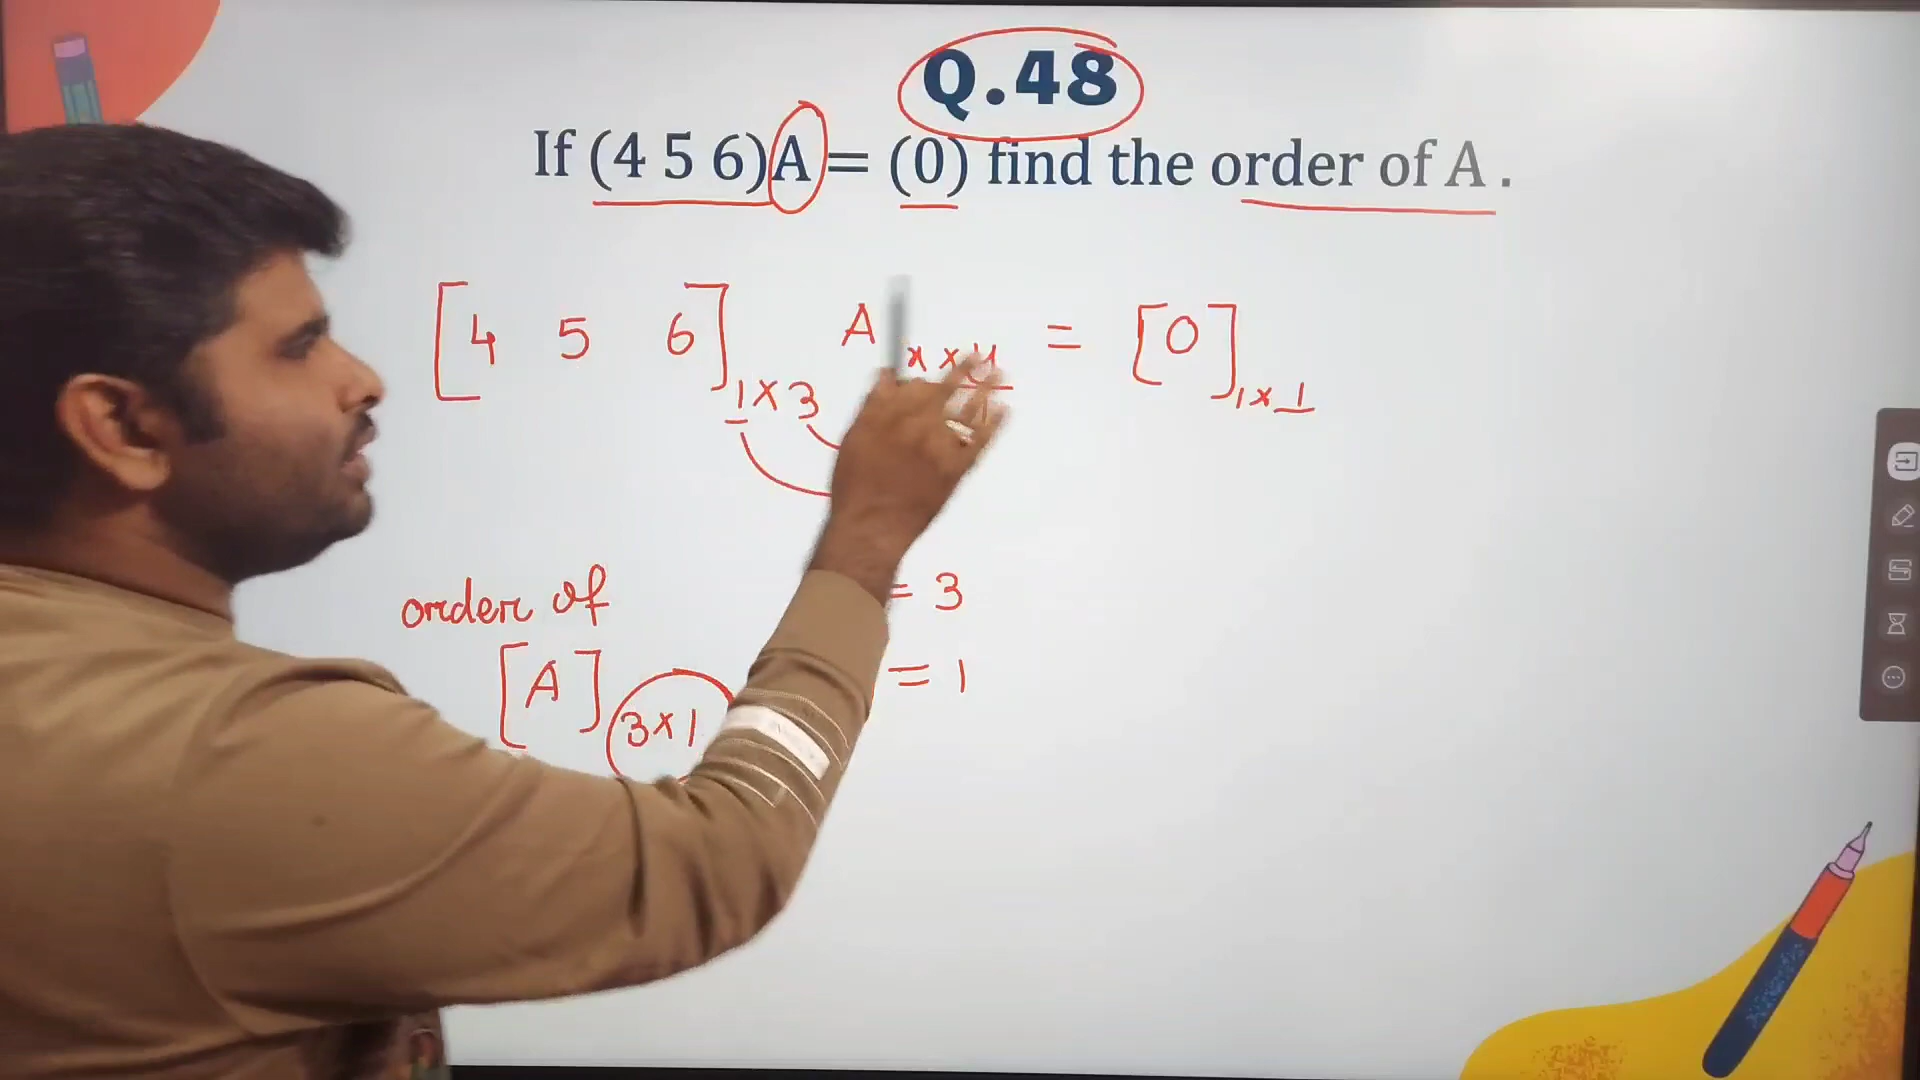 Q.48
If (4 5 6)A = (0) find the order of A .
[4 5 6]1×3 A x×y = [0]1×1
order of = 3
[A]3×1 = 1